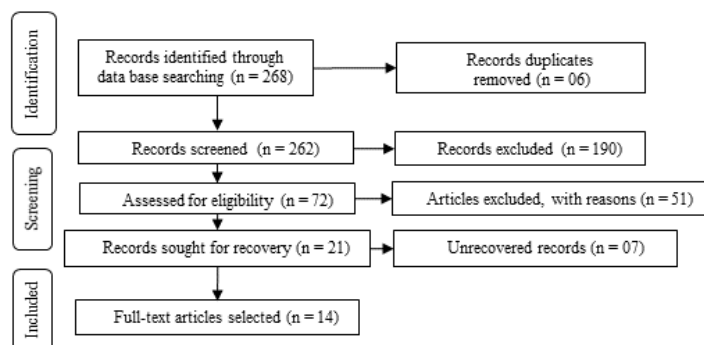 Identification
Records identified through
data base searching (n = 268)
Records duplicates
removed (n = 06)
Records screened (n = 262)
Records excluded (n = 190)
Screening
Assessed for eligibility (n = 72)
Articles excluded, with reasons (n = 51)
Records sought for recovery (n = 21)
Unrecovered records (n = 07)
Included
Full-text articles selected (n = 14)